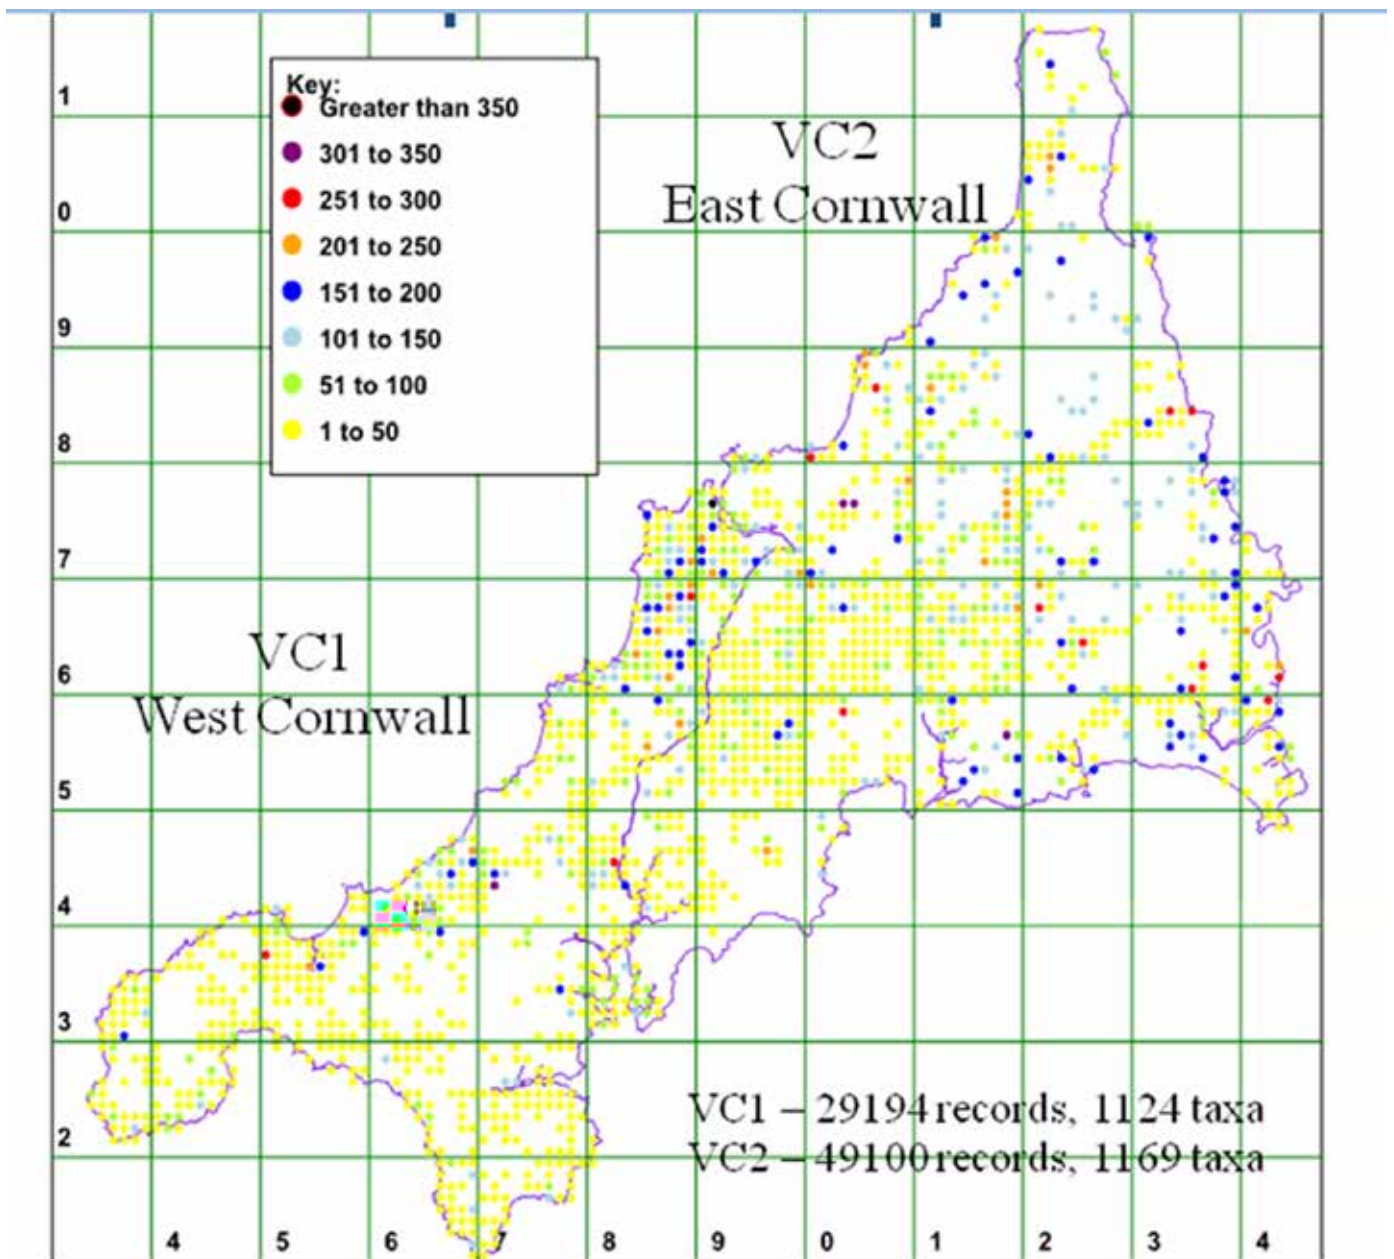 Key:
Greater than 350
301 to 350
251 to 300
201 to 250
151 to 200
101 to 150
51 to 100
1 to 50
VC2
East Cornwall
VC1
West Cornwall
1
0
9
8
7
6
5
4
3
2
VC1 – 29194 records, 1124 taxa
VC2 – 49100 records, 1169 taxa
4 5 6 7 8 9 0 1 2 3 4